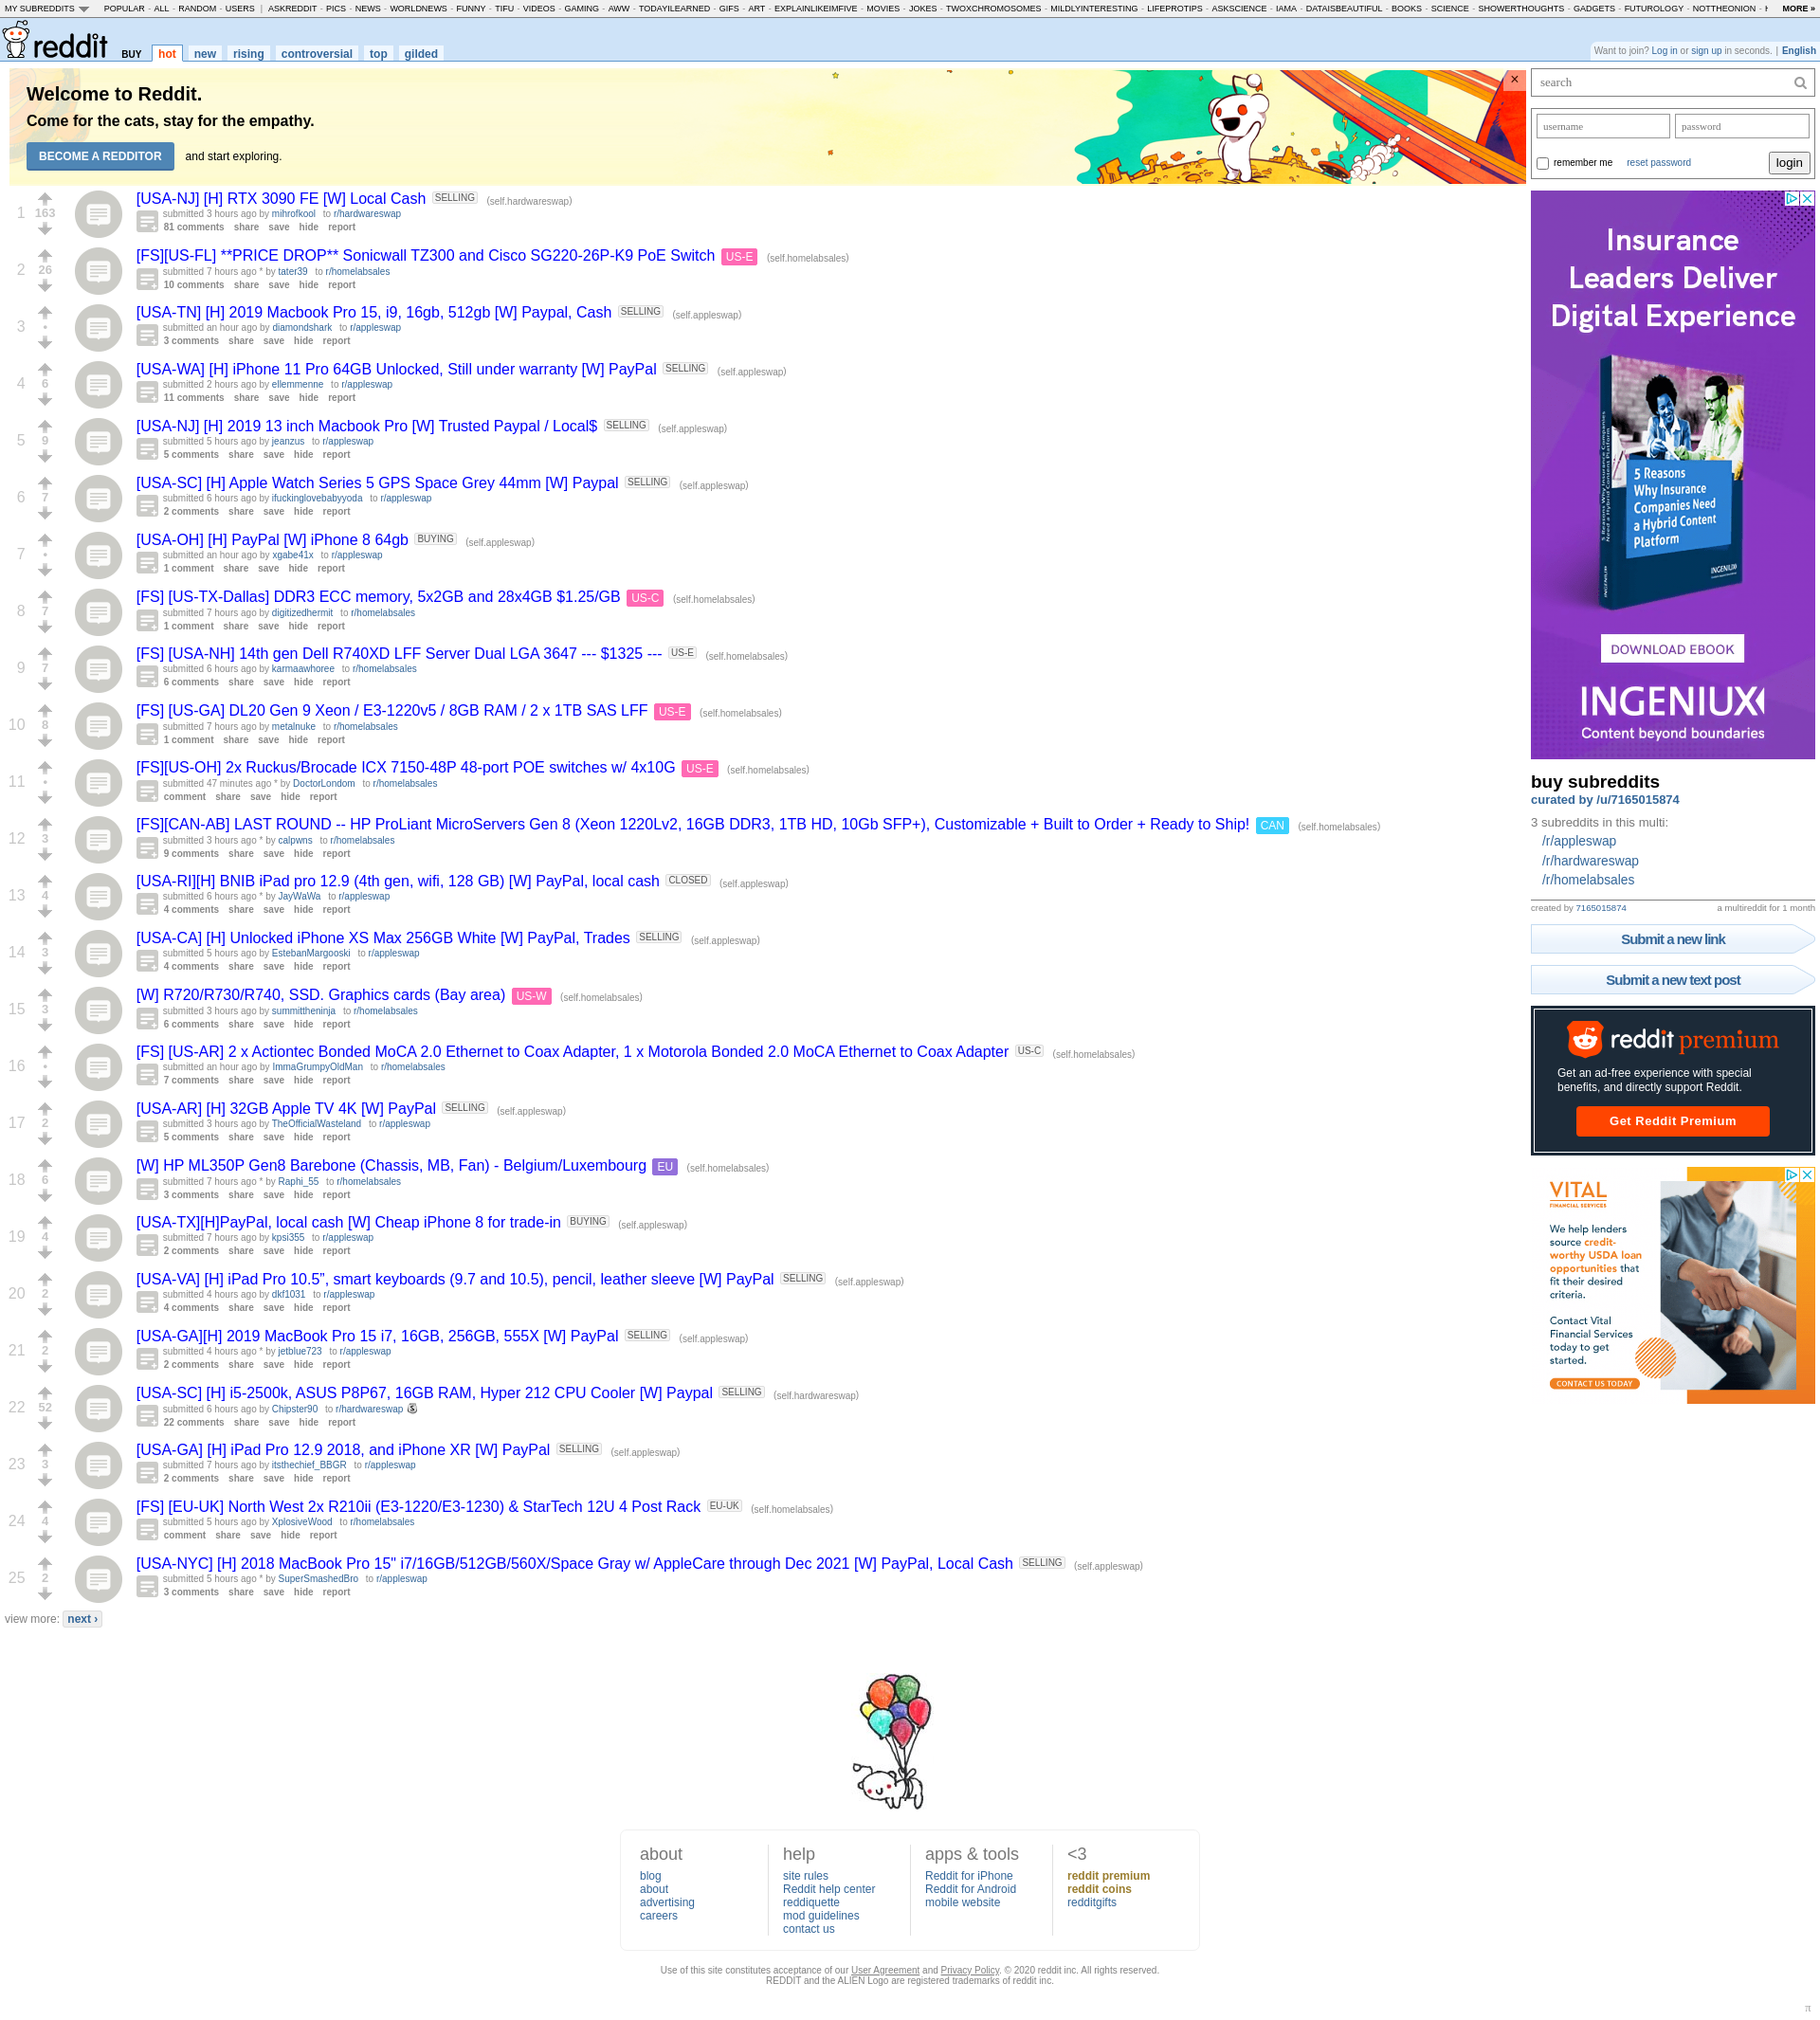 MY SUBREDDITS POPULAR - ALL - RANDOM - USERS | ASKREDDIT - PICS - NEWS - WORLDNEWS - FUNNY - TIFU - VIDEOS - GAMING - AWW - TODAYILEARNED - GIFS - ART - EXPLAINLIKEIMFIVE - MOVIES - JOKES - TWOXCHROMOSOMES - MILDLYINTERESTING - LIFEPROTIPS - ASKSCIENCE - IAMA - DATAISBEAUTIFUL - BOOKS - SCIENCE - SHOWERTHOUGHTS - GADGETS - FUTUROLOGY - NOTTHEONION - MORE »
reddit BUY hot new rising controversial top gilded
Want to join? Log in or sign up in seconds. | English
Welcome to Reddit.
Come for the cats, stay for the empathy.
BECOME A REDDITOR and start exploring.
×
search
username password
remember me reset password login
1 163 [USA-NJ] [H] RTX 3090 FE [W] Local Cash SELLING (self.hardwareswap)
submitted 3 hours ago by mihrofkool to r/hardwareswap
81 comments share save hide report
2 26 [FS][US-FL] **PRICE DROP** Sonicwall TZ300 and Cisco SG220-26P-K9 PoE Switch US-E (self.homelabsales)
submitted 7 hours ago * by tater39 to r/homelabsales
10 comments share save hide report
3 • [USA-TN] [H] 2019 Macbook Pro 15, i9, 16gb, 512gb [W] Paypal, Cash SELLING (self.appleswap)
submitted an hour ago by diamondshark to r/appleswap
3 comments share save hide report
4 6 [USA-WA] [H] iPhone 11 Pro 64GB Unlocked, Still under warranty [W] PayPal SELLING (self.appleswap)
submitted 2 hours ago by ellemmenne to r/appleswap
11 comments share save hide report
5 9 [USA-NJ] [H] 2019 13 inch Macbook Pro [W] Trusted Paypal / Local$ SELLING (self.appleswap)
submitted 5 hours ago by jeanzus to r/appleswap
5 comments share save hide report
6 7 [USA-SC] [H] Apple Watch Series 5 GPS Space Grey 44mm [W] Paypal SELLING (self.appleswap)
submitted 6 hours ago by ifuckinglovebabyyoda to r/appleswap
2 comments share save hide report
7 • [USA-OH] [H] PayPal [W] iPhone 8 64gb BUYING (self.appleswap)
submitted an hour ago by xgabe41x to r/appleswap
1 comment share save hide report
8 7 [FS] [US-TX-Dallas] DDR3 ECC memory, 5x2GB and 28x4GB $1.25/GB US-C (self.homelabsales)
submitted 7 hours ago by digitizedhermit to r/homelabsales
1 comment share save hide report
9 7 [FS] [USA-NH] 14th gen Dell R740XD LFF Server Dual LGA 3647 --- $1325 --- US-E (self.homelabsales)
submitted 6 hours ago by karmaawhoree to r/homelabsales
6 comments share save hide report
10 8 [FS] [US-GA] DL20 Gen 9 Xeon / E3-1220v5 / 8GB RAM / 2 x 1TB SAS LFF US-E (self.homelabsales)
submitted 7 hours ago by metalnuke to r/homelabsales
1 comment share save hide report
11 • [FS][US-OH] 2x Ruckus/Brocade ICX 7150-48P 48-port POE switches w/ 4x10G US-E (self.homelabsales)
submitted 47 minutes ago * by DoctorLondom to r/homelabsales
comment share save hide report
12 3 [FS][CAN-AB] LAST ROUND -- HP ProLiant MicroServers Gen 8 (Xeon 1220Lv2, 16GB DDR3, 1TB HD, 10Gb SFP+), Customizable + Built to Order + Ready to Ship! CAN (self.homelabsales)
submitted 3 hours ago * by calpwns to r/homelabsales
9 comments share save hide report
13 4 [USA-RI][H] BNIB iPad pro 12.9 (4th gen, wifi, 128 GB) [W] PayPal, local cash CLOSED (self.appleswap)
submitted 6 hours ago * by JayWaWa to r/appleswap
4 comments share save hide report
14 3 [USA-CA] [H] Unlocked iPhone XS Max 256GB White [W] PayPal, Trades SELLING (self.appleswap)
submitted 5 hours ago by EstebanMargooski to r/appleswap
4 comments share save hide report
15 3 [W] R720/R730/R740, SSD. Graphics cards (Bay area) US-W (self.homelabsales)
submitted 3 hours ago by summittheninja to r/homelabsales
6 comments share save hide report
16 • [FS] [US-AR] 2 x Actiontec Bonded MoCA 2.0 Ethernet to Coax Adapter, 1 x Motorola Bonded 2.0 MoCA Ethernet to Coax Adapter US-C (self.homelabsales)
submitted an hour ago by ImmaGrumpyOldMan to r/homelabsales
7 comments share save hide report
17 2 [USA-AR] [H] 32GB Apple TV 4K [W] PayPal SELLING (self.appleswap)
submitted 3 hours ago by TheOfficialWasteland to r/appleswap
5 comments share save hide report
18 6 [W] HP ML350P Gen8 Barebone (Chassis, MB, Fan) - Belgium/Luxembourg EU (self.homelabsales)
submitted 7 hours ago * by Raphi_55 to r/homelabsales
3 comments share save hide report
19 4 [USA-TX][H]PayPal, local cash [W] Cheap iPhone 8 for trade-in BUYING (self.appleswap)
submitted 7 hours ago by kpsi355 to r/appleswap
2 comments share save hide report
20 2 [USA-VA] [H] iPad Pro 10.5”, smart keyboards (9.7 and 10.5), pencil, leather sleeve [W] PayPal SELLING (self.appleswap)
submitted 4 hours ago by dkf1031 to r/appleswap
4 comments share save hide report
21 2 [USA-GA][H] 2019 MacBook Pro 15 i7, 16GB, 256GB, 555X [W] PayPal SELLING (self.appleswap)
submitted 4 hours ago * by jetblue723 to r/appleswap
2 comments share save hide report
22 52 [USA-SC] [H] i5-2500k, ASUS P8P67, 16GB RAM, Hyper 212 CPU Cooler [W] Paypal SELLING (self.hardwareswap)
submitted 6 hours ago by Chipster90 to r/hardwareswap
22 comments share save hide report
23 3 [USA-GA] [H] iPad Pro 12.9 2018, and iPhone XR [W] PayPal SELLING (self.appleswap)
submitted 7 hours ago by itsthechief_BBGR to r/appleswap
2 comments share save hide report
24 4 [FS] [EU-UK] North West 2x R210ii (E3-1220/E3-1230) & StarTech 12U 4 Post Rack EU-UK (self.homelabsales)
submitted 5 hours ago by XplosiveWood to r/homelabsales
comment share save hide report
25 2 [USA-NYC] [H] 2018 MacBook Pro 15" i7/16GB/512GB/560X/Space Gray w/ AppleCare through Dec 2021 [W] PayPal, Local Cash SELLING (self.appleswap)
submitted 5 hours ago * by SuperSmashedBro to r/appleswap
3 comments share save hide report
view more: next ›
Insurance
Leaders Deliver
Digital Experience
5 Reasons
Why Insurance
Companies Need
a Hybrid Content
Platform
INGENIUX
DOWNLOAD EBOOK
INGENIUX
Content beyond boundaries
buy subreddits
curated by /u/7165015874
3 subreddits in this multi:
/r/appleswap
/r/hardwareswap
/r/homelabsales
created by 7165015874 a multireddit for 1 month
Submit a new link
Submit a new text post
reddit premium
Get an ad-free experience with special
benefits, and directly support Reddit.
Get Reddit Premium
VITAL
FINANCIAL SERVICES
We help lenders
source credit-
worthy USDA loan
opportunities that
fit their desired
criteria.
Contact Vital
Financial Services
today to get
started.
CONTACT US TODAY
about
blog
about
advertising
careers
help
site rules
Reddit help center
reddiquette
mod guidelines
contact us
apps & tools
Reddit for iPhone
Reddit for Android
mobile website
<3
reddit premium
reddit coins
redditgifts
Use of this site constitutes acceptance of our User Agreement and Privacy Policy. © 2020 reddit inc. All rights reserved.
REDDIT and the ALIEN Logo are registered trademarks of reddit inc.
π